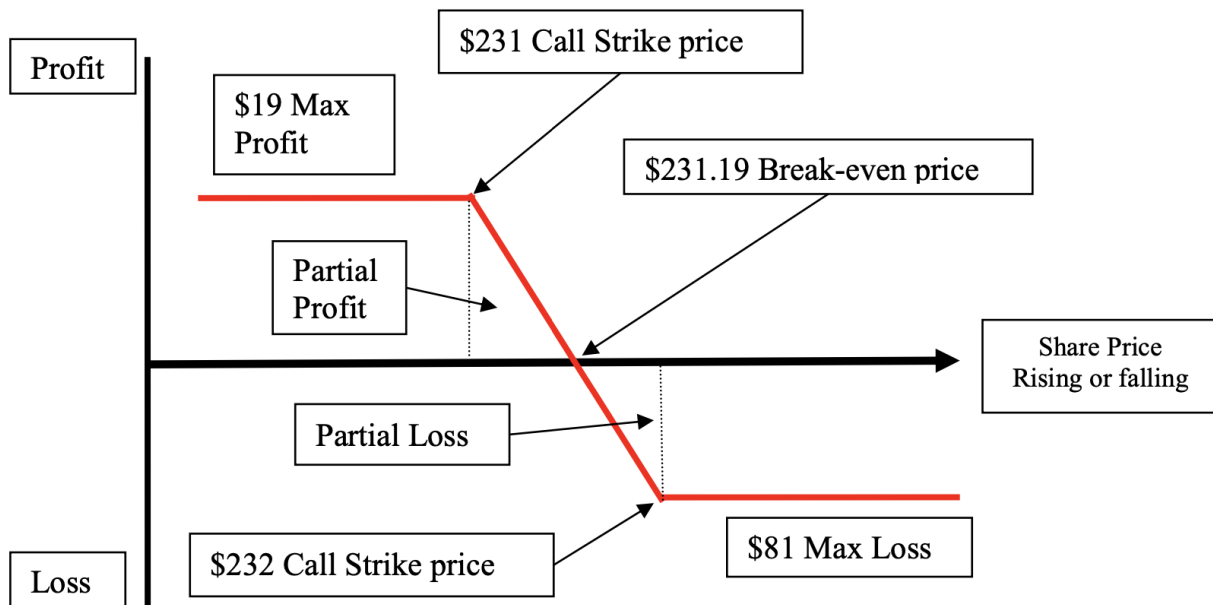 $231 Call Strike price
Profit
$19 Max
Profit
$231.19 Break-even price
Partial
Profit
Share Price
Rising or falling
Partial Loss
$232 Call Strike price
$81 Max Loss
Loss